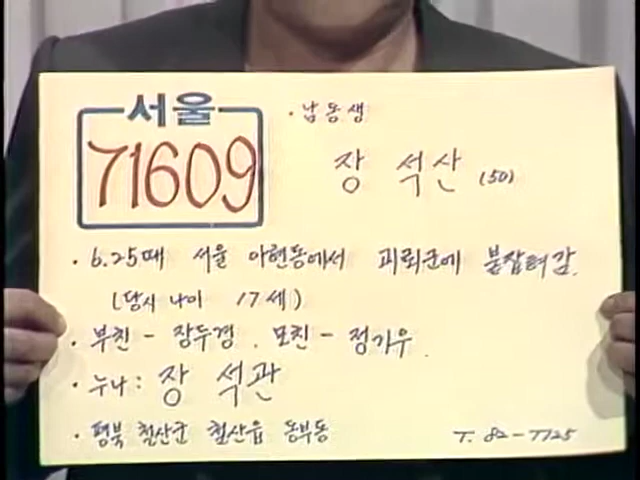 서울
71609
· 남동생
장 석산 (50)
· 6.25때 서울 아현동에서 괴뢰군에 붙잡혀감.
(당시 나이 17세)
· 부친 - 장두경. 모친 - 정기우.
· 누나: 장 석관
· 평북 철산군 철산읍 동부동
T. 82-7725